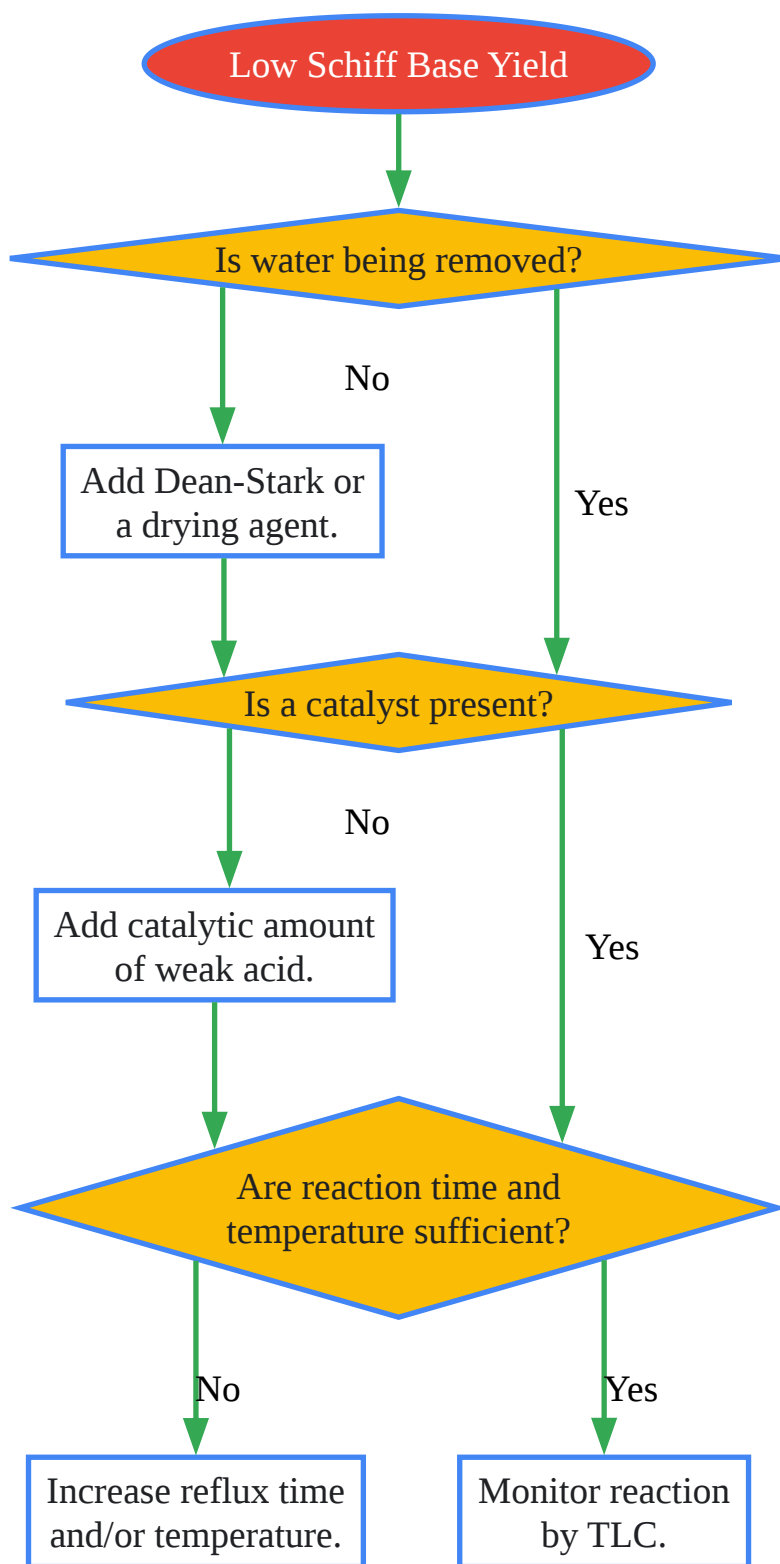 Low Schiff Base Yield
Is water being removed?
No
Add Dean-Stark or
a drying agent.
Yes
Is a catalyst present?
No
Add catalytic amount
of weak acid.
Yes
Are reaction time and
temperature sufficient?
No
Yes
Increase reflux time
and/or temperature.
Monitor reaction
by TLC.